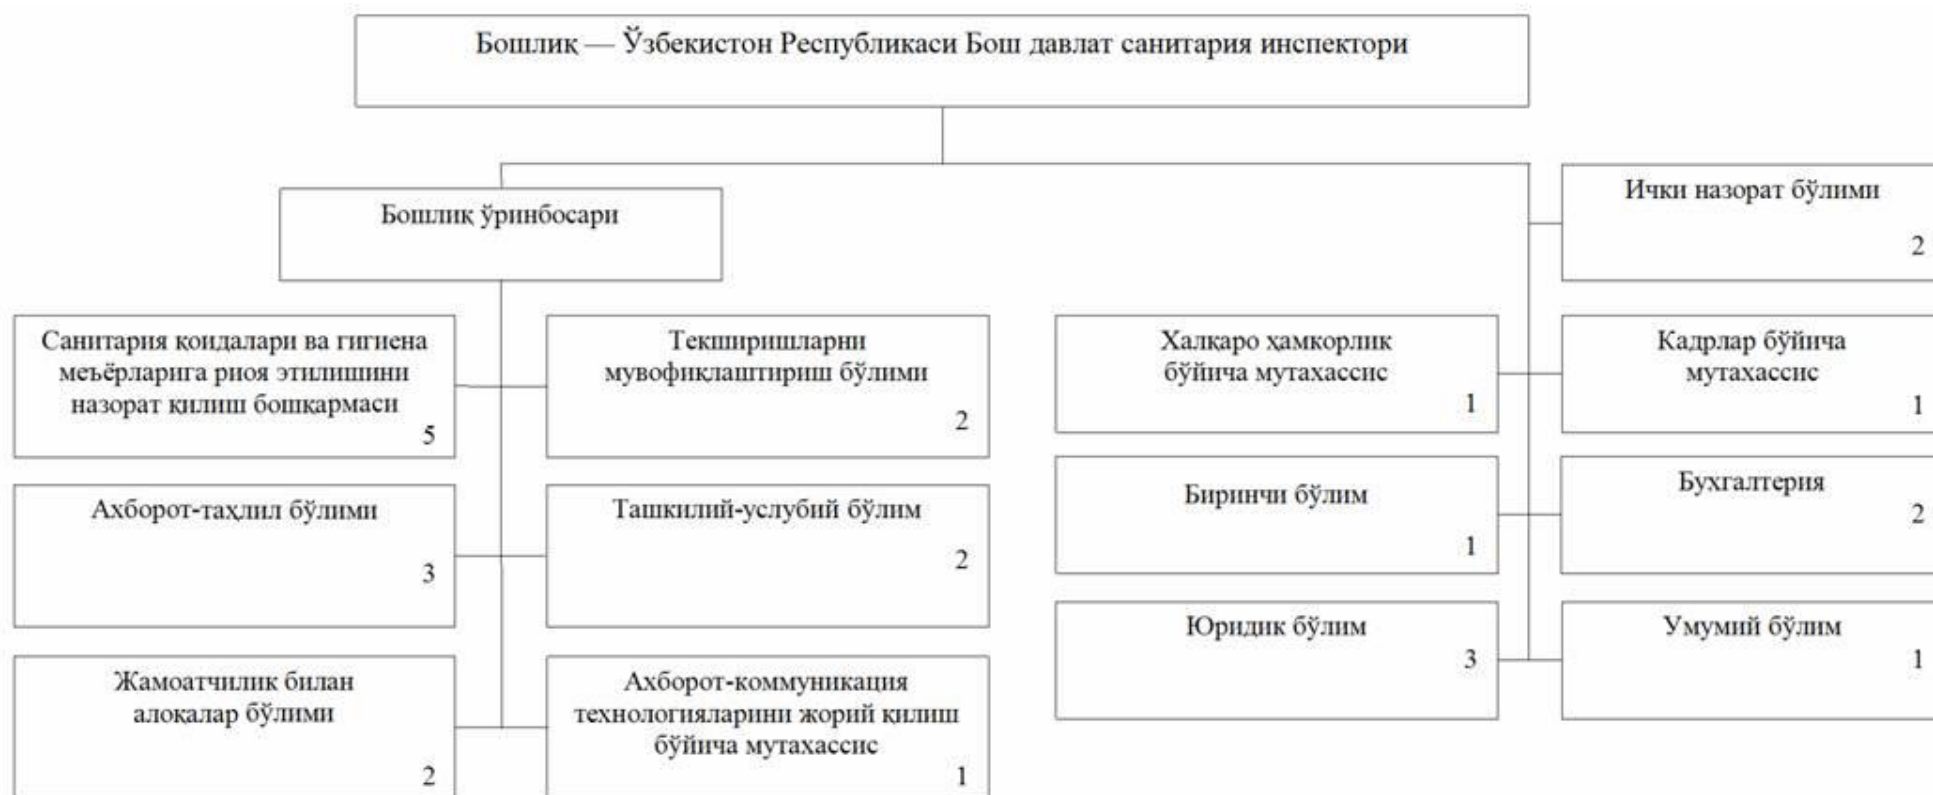 Бошлиқ — Ўзбекистон Республикаси Бош давлат санитария инспектори
Бошлиқ ўринбосари
Ички назорат бўлими
2
Санитария қоидалари ва гигиена
меъёрларига риоя этилишини
назорат қилиш бошқармаси
5
Текширишларни
мувофиқлаштириш бўлими
2
Халқаро ҳамкорлик
бўйича мутахассис
1
Кадрлар бўйича
мутахассис
1
Ахборот-таҳлил бўлими
3
Ташкилий-услубий бўлим
2
Биринчи бўлим
1
Бухгалтерия
2
Жамоатчилик билан
алоқалар бўлими
2
Ахборот-коммуникация
технологияларини жорий қилиш
бўйича мутахассис
1
Юридик бўлим
3
Умумий бўлим
1